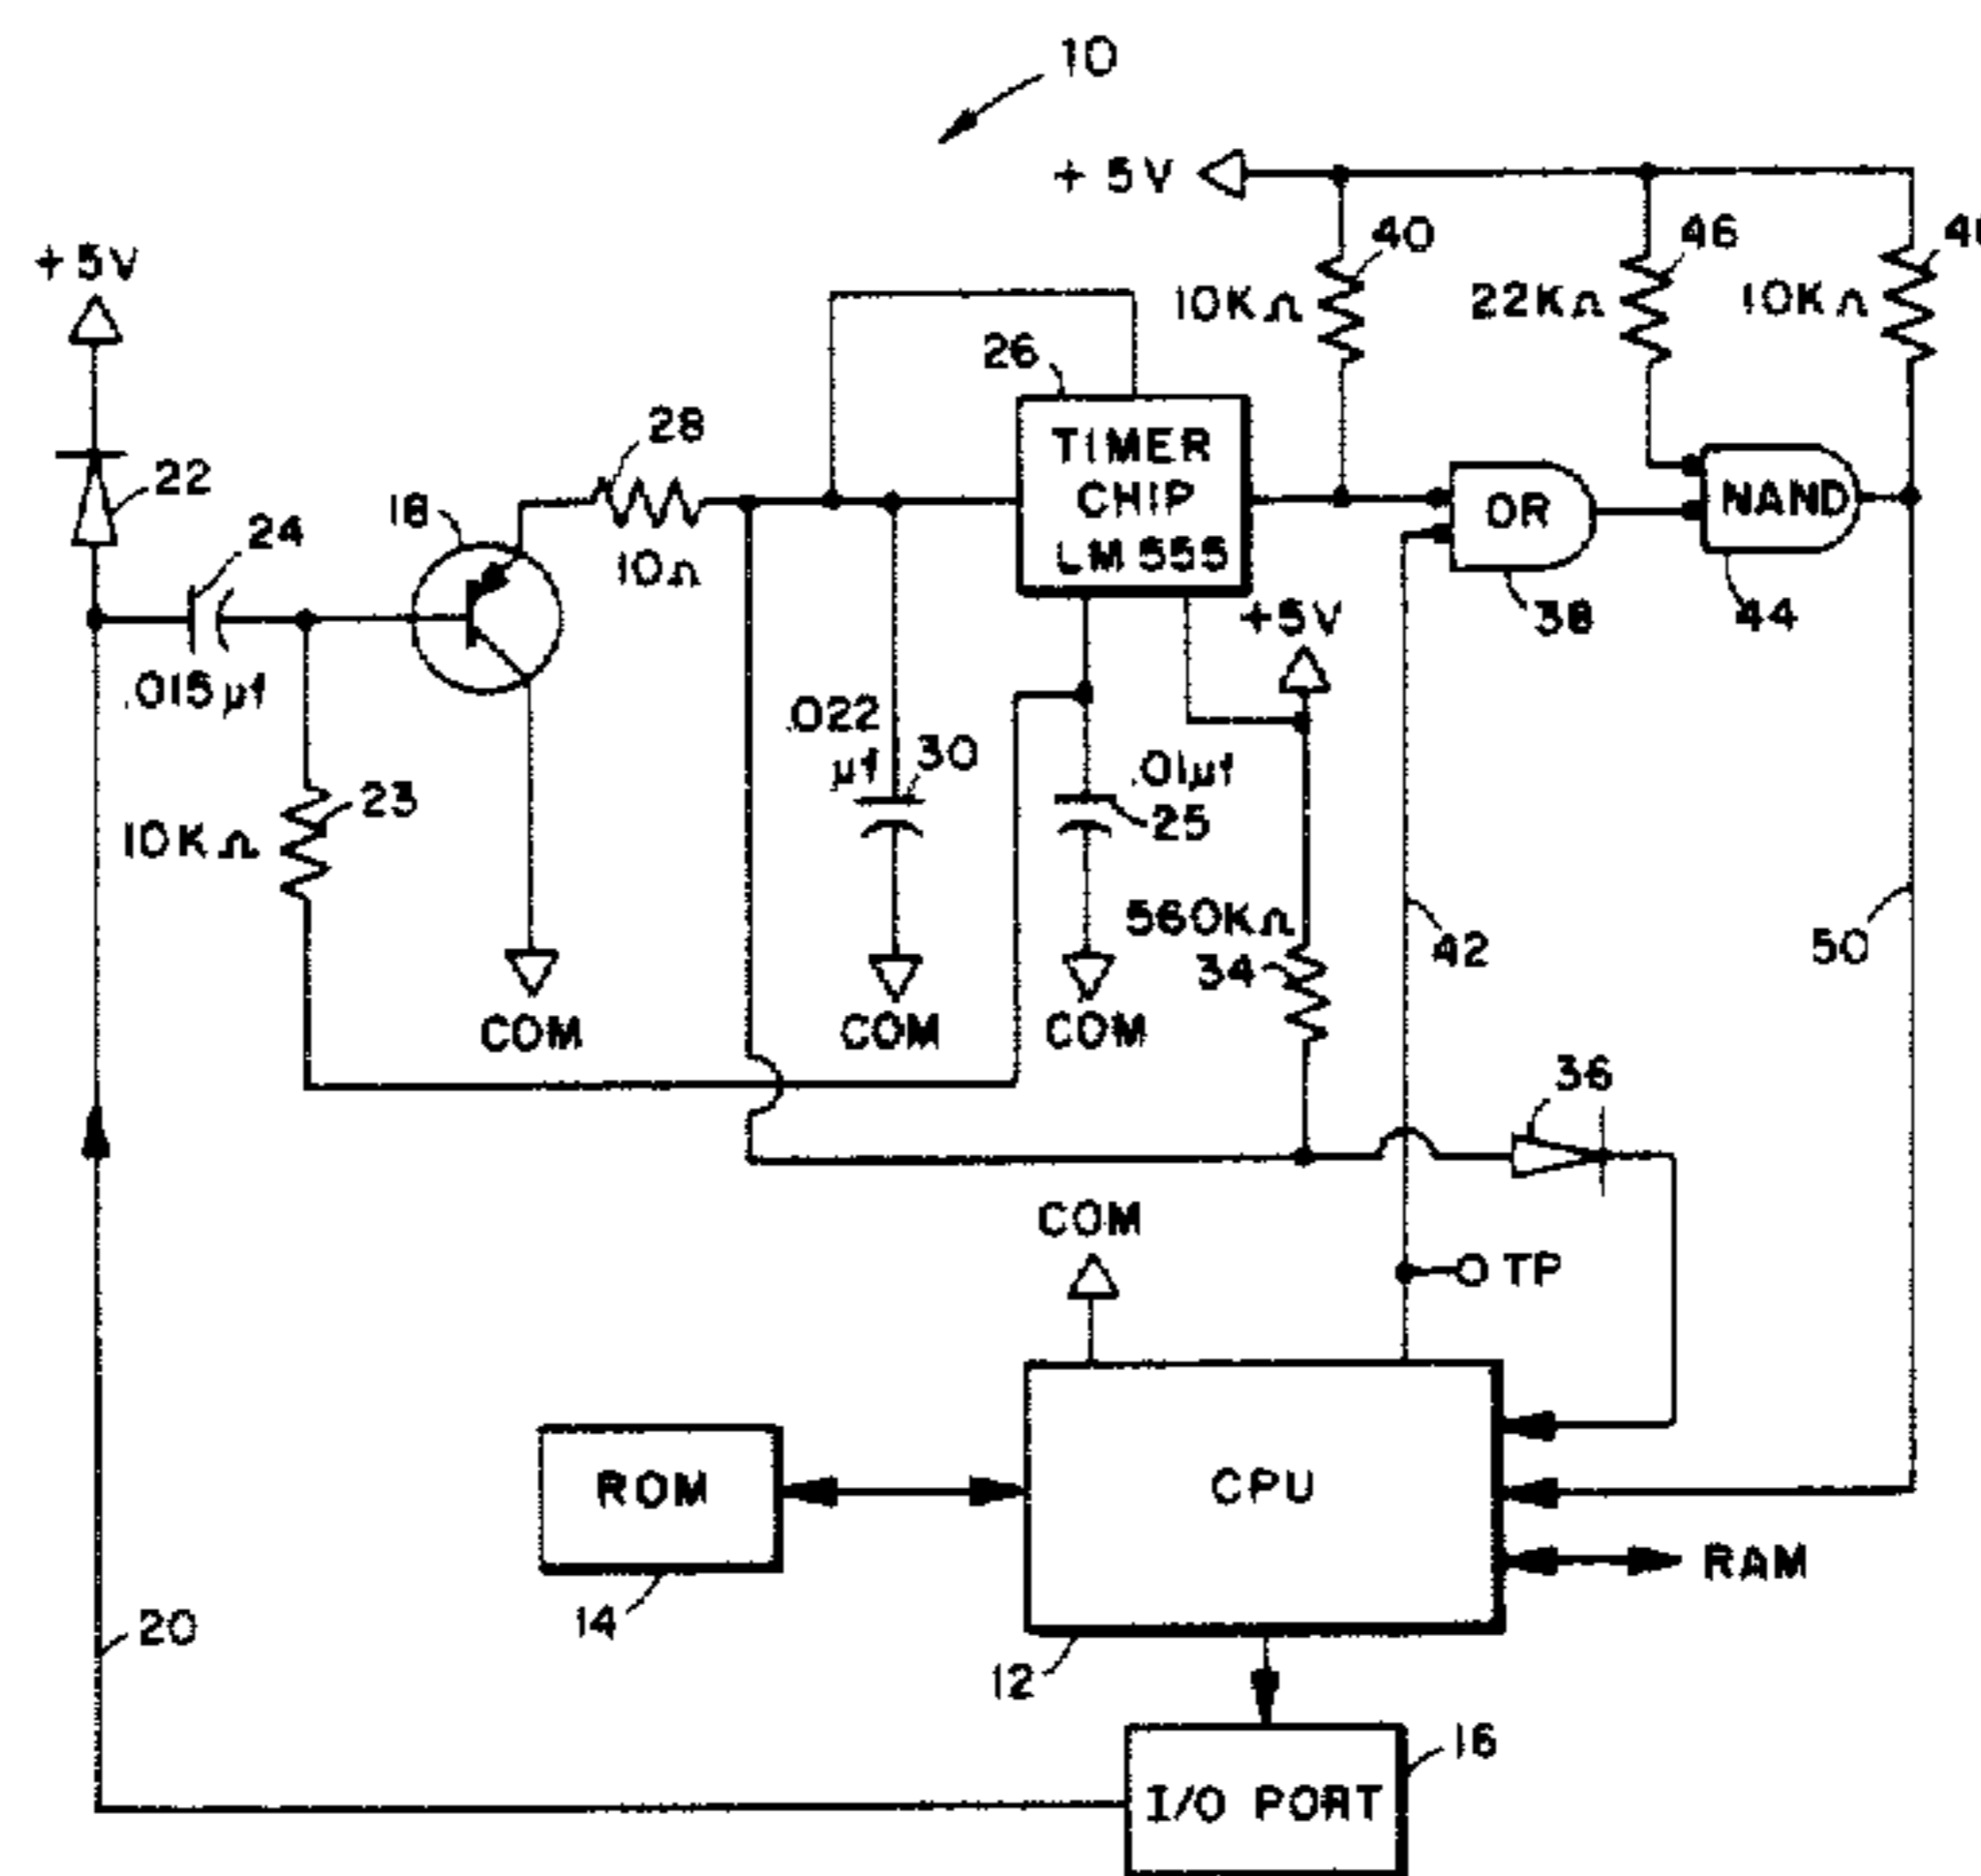 10
+5V
+5V
40
46
10KΩ
22KΩ
10KΩ
26
28
22
24
18
TIMER
CHIP
LM 555
OR
NAND
10Ω
38
44
+5V
.015µf
.022
µf
30
.01µf
25
23
10KΩ
560KΩ
34
42
50
COM
COM
COM
36
COM
TP
ROM
CPU
RAM
14
12
20
16
I/O PORT